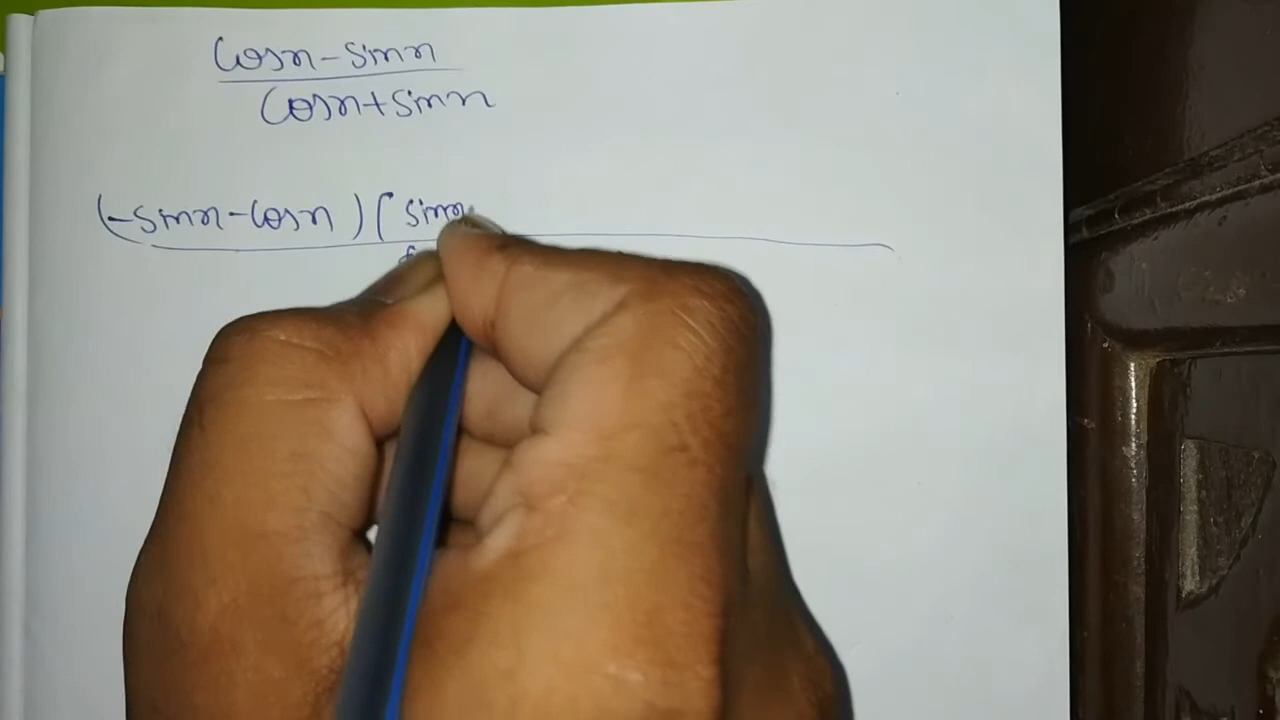 cosx - sinx
cosx + sinx
(-sinx - cosx) ( sinx